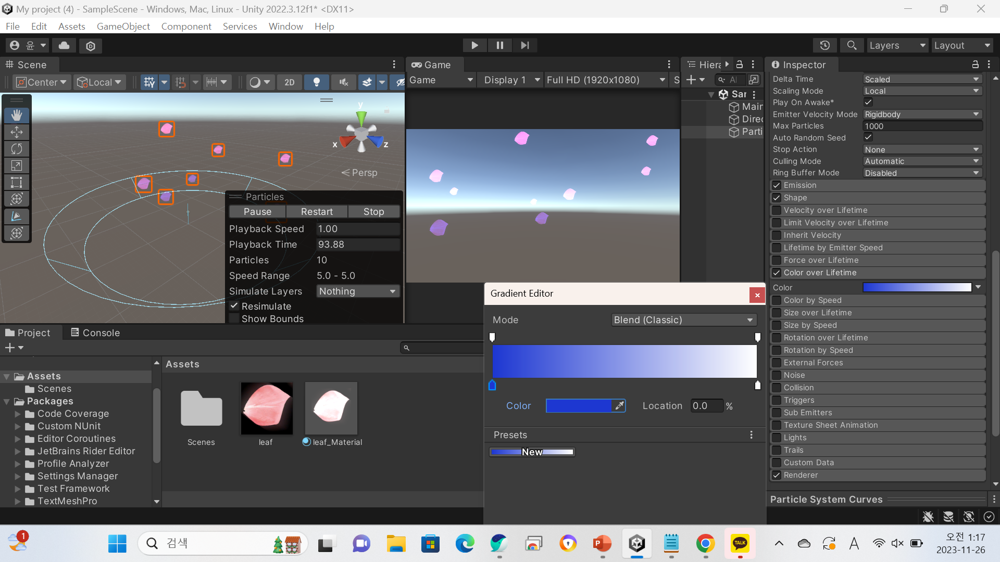 My project (4) - SampleScene - Windows, Mac, Linux - Unity 2022.3.12f1* <DX11>
File Edit Assets GameObject Component Services Window Help
윤
Layers
Layout
Scene
Center
Local
2D
y
x
z
Persp
Particles
Pause Restart Stop
Playback Speed 1.00
Playback Time 93.88
Particles 10
Speed Range 5.0 - 5.0
Simulate Layers Nothing
Resimulate
Show Bounds
Game
Game Display 1 Full HD (1920x1080) S
Hiera
Al
Sar
Main
Direc
Parti
Inspector
Delta Time Scaled
Scaling Mode Local
Play On Awake*
Emitter Velocity Mode Rigidbody
Max Particles 1000
Auto Random Seed
Stop Action None
Culling Mode Automatic
Ring Buffer Mode Disabled
Emission
Shape
Velocity over Lifetime
Limit Velocity over Lifetime
Inherit Velocity
Lifetime by Emitter Speed
Force over Lifetime
Color over Lifetime
Color
Color by Speed
Size over Lifetime
Size by Speed
Rotation over Lifetime
Rotation by Speed
External Forces
Noise
Collision
Triggers
Sub Emitters
Texture Sheet Animation
Lights
Trails
Custom Data
Renderer
Particle System Curves
Gradient Editor
Mode Blend (Classic)
Color Location 0.0 %
Presets
New
Project Console
Assets
Scenes
Packages
Code Coverage
Custom NUnit
Editor Coroutines
JetBrains Rider Editor
Profile Analyzer
Settings Manager
Test Framework
TextMeshPro
Assets
Scenes leaf leaf_Material
1
검색
P
TALK
A
오전 1:17
2023-11-26